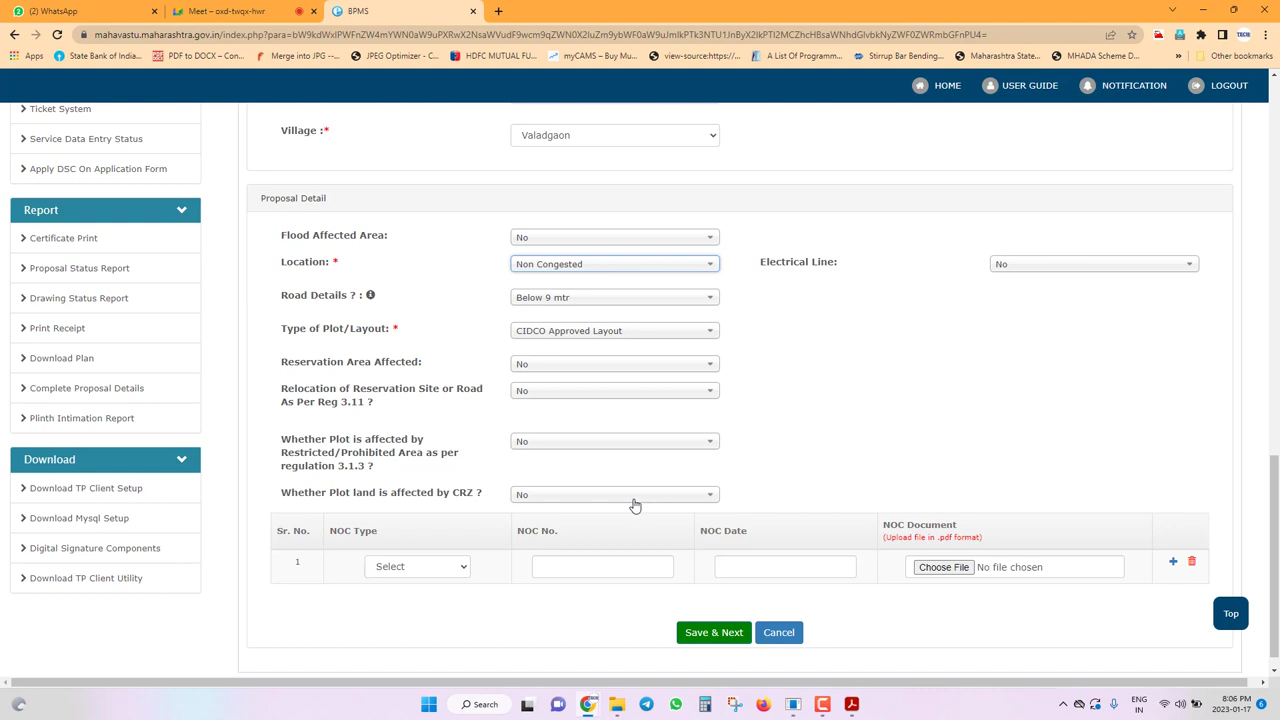 WhatsApp
Meet – oxd-twqx-hwr
BPMS
Apps
State Bank of India
PDF to DOCX – Con...
Merge into JPG --...
JPEG Optimizer - C...
HDFC MUTUAL FU...
myCAMS – Buy Mu...
view-source:https:/...
A List Of Programm...
Stirrup Bar Bending...
Maharashtra State...
MHADA Scheme D...
Other bookmarks
HOME
USER GUIDE
NOTIFICATION
LOGOUT
Ticket System
Service Data Entry Status
Apply DSC On Application Form
Report
Certificate Print
Proposal Status Report
Drawing Status Report
Print Receipt
Download Plan
Complete Proposal Details
Plinth Intimation Report
Download
Download TP Client Setup
Download Mysql Setup
Digital Signature Components
Download TP Client Utility
Village :* Valadgaon
Proposal Detail
Flood Affected Area: No
Location: * Non Congested Electrical Line: No
Road Details ? : Below 9 mtr
Type of Plot/Layout: * CIDCO Approved Layout
Reservation Area Affected: No
Relocation of Reservation Site or Road No
As Per Reg 3.11 ?
Whether Plot is affected by No
Restricted/Prohibited Area as per
regulation 3.1.3 ?
Whether Plot land is affected by CRZ ? No
Sr. No. NOC Type NOC No. NOC Date NOC Document
(Upload file in .pdf format)
1 Select Choose File No file chosen
Top
Save & Next Cancel
Search
ENG
IN
8:06 PM
2023-01-17
6